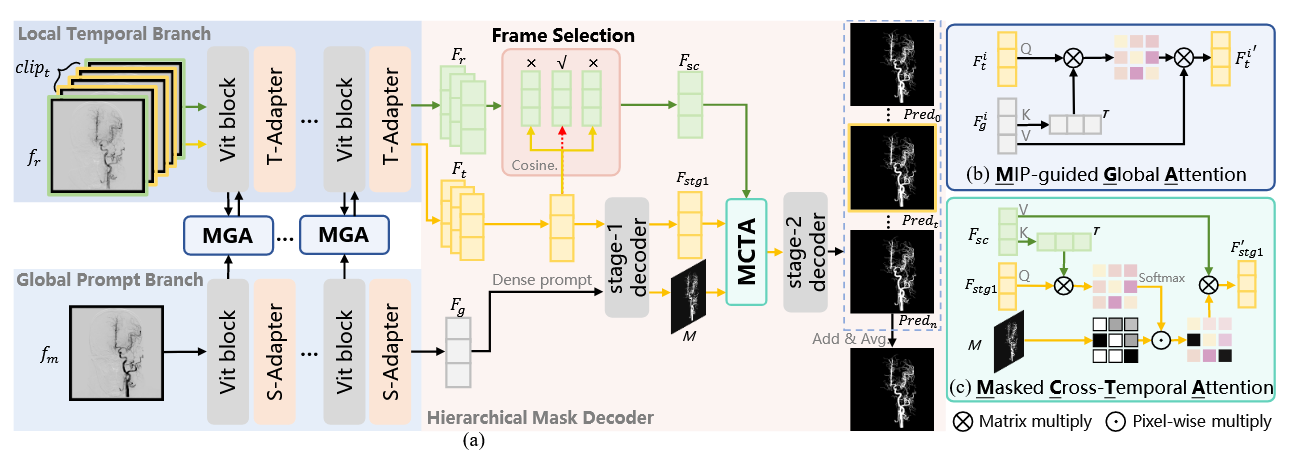 Local Temporal Branch
clip_t
f_r
Vit block
T-Adapter
...
Vit block
T-Adapter
MGA
...
MGA
Global Prompt Branch
f_m
Vit block
S-Adapter
...
Vit block
S-Adapter
Frame Selection
F_r
× √ ×
Cosine.
F_sc
F_t
F_stg1
stage-1 decoder
Dense prompt
F_g
M
MCTA
stage-2 decoder
Hierarchical Mask Decoder
Pred_0
Pred_t
Pred_n
Add & Avg.
(a)
F_t^i
Q
F_t^i'
F_g^i
K
T
V
(b) MIP-guided Global Attention
V
F_sc
K
T
F'_stg1
F_stg1
Q
Softmax
M
(c) Masked Cross-Temporal Attention
Matrix multiply
Pixel-wise multiply